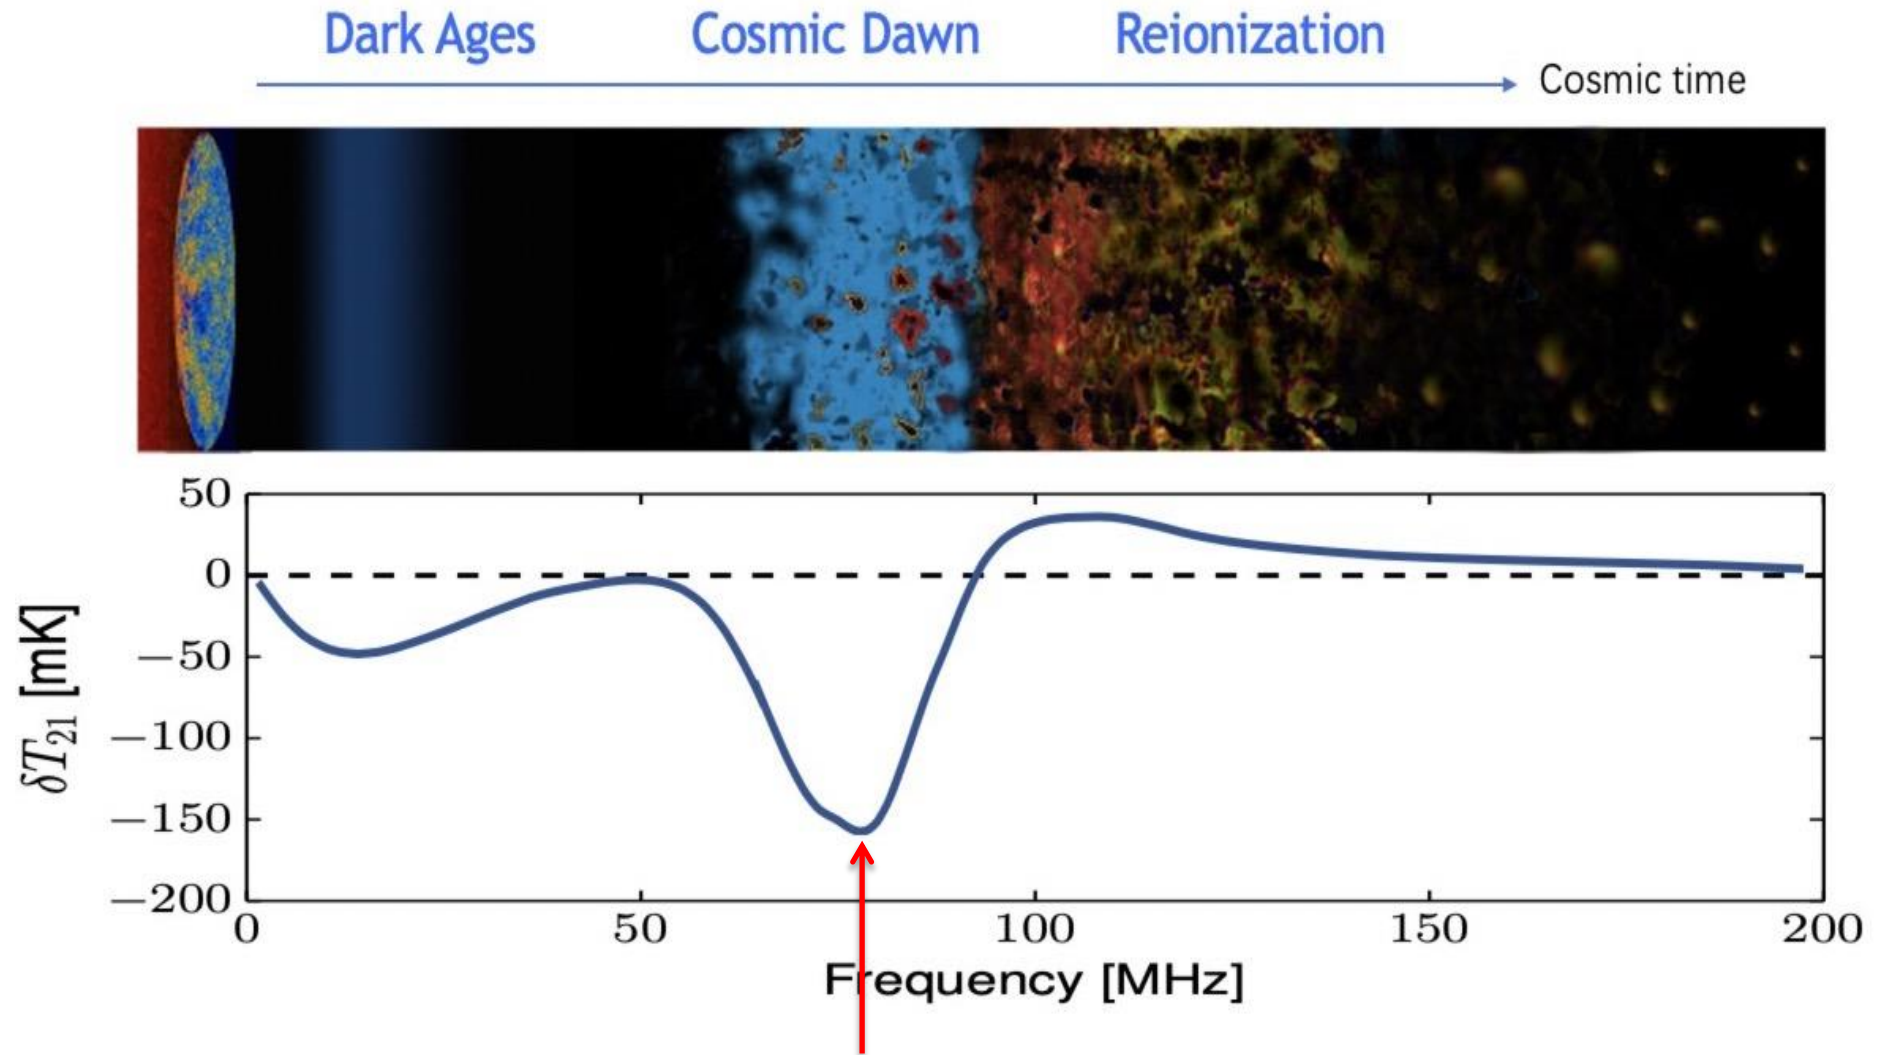 Dark Ages Cosmic Dawn Reionization
Cosmic time
50
0
−50
−100
−150
−200
δT21 [mK]
0 50 100 150 200
Frequency [MHz]